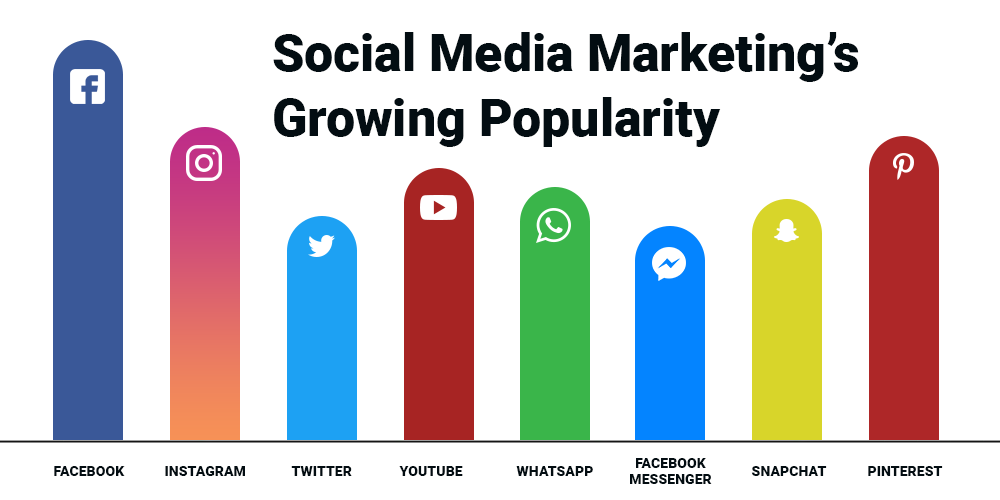 Social Media Marketing’s
Growing Popularity
FACEBOOK
INSTAGRAM
TWITTER
YOUTUBE
WHATSAPP
FACEBOOK
MESSENGER
SNAPCHAT
PINTEREST